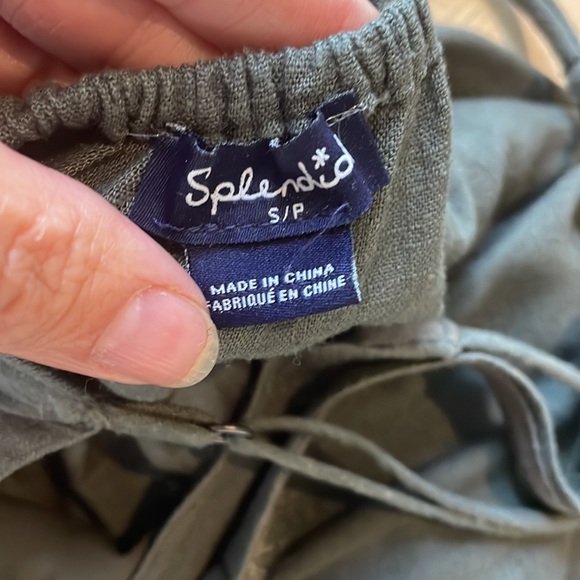 Splendid
S/P
MADE IN CHINA
FABRIQUÉ EN CHINE